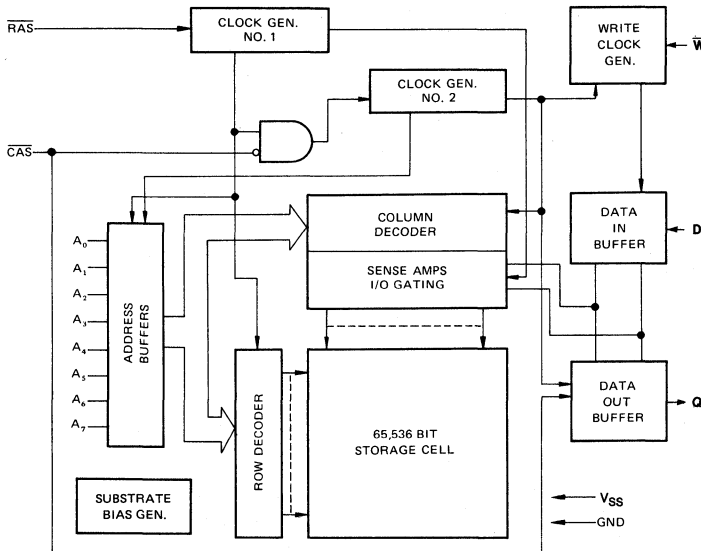 RAS
CLOCK GEN.
NO. 1
WRITE
CLOCK
GEN.
W
CLOCK GEN.
NO. 2
CAS
A0
A1
A2
A3
A4
A5
A6
A7
ADDRESS
BUFFERS
COLUMN
DECODER
SENSE AMPS
I/O GATING
DATA
IN
BUFFER
D
ROW DECODER
65,536 BIT
STORAGE CELL
DATA
OUT
BUFFER
Q
SUBSTRATE
BIAS GEN.
VSS
GND